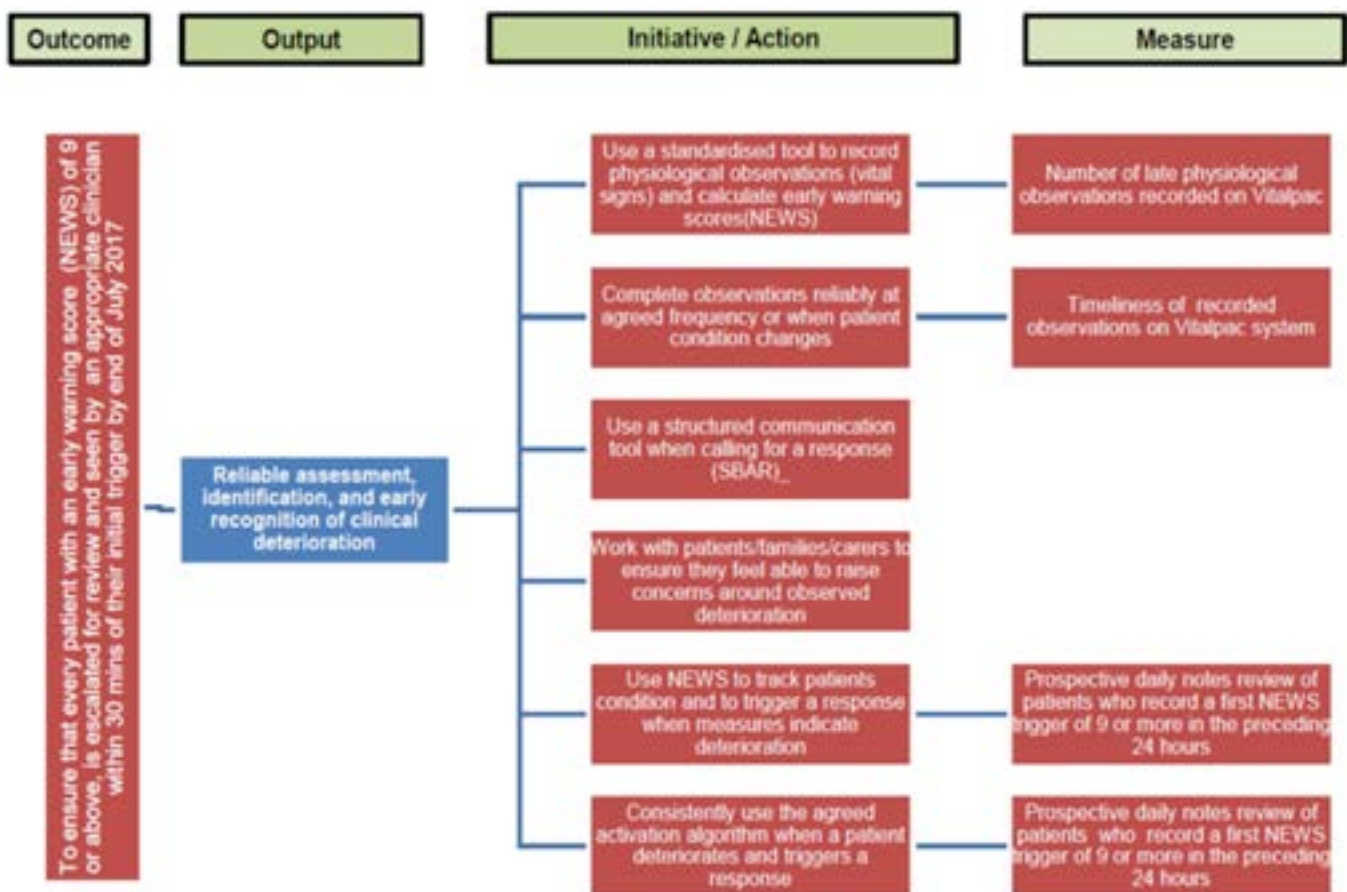 Outcome
Output
Initiative / Action
Measure
To ensure that every patient with an early warning score (NEWS) of 9
or above, is escalated for review and seen by an appropriate clinician
within 30 mins of their initial trigger by end of July 2017
Reliable assessment,
identification, and early
recognition of clinical
deterioration
Use a standardised tool to record
physiological observations (vital
signs) and calculate early warning
scores(NEWS)
Number of late physiological
observations recorded on Vitalpac
Complete observations reliably at
agreed frequency or when patient
condition changes
Timeliness of recorded
observations on Vitalpac system
Use a structured communication
tool when calling for a response
(SBAR)_
Work with patients/families/carers to
ensure they feel able to raise
concerns around observed
deterioration
Use NEWS to track patients
condition and to trigger a response
when measures indicate
deterioration
Prospective daily notes review of
patients who record a first NEWS
trigger of 9 or more in the preceding
24 hours
Consistently use the agreed
activation algorithm when a patient
deteriorates and triggers a
response
Prospective daily notes review of
patients who record a first NEWS
trigger of 9 or more in the preceding
24 hours